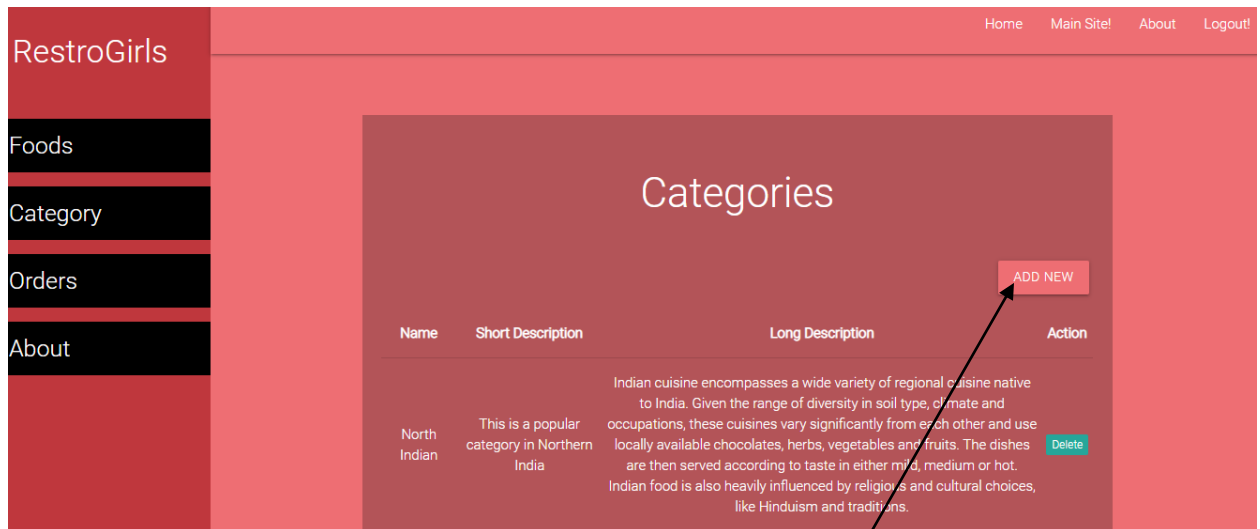 Home Main Site! About Logout!
RestroGirls
Foods
Category
Orders
About
Categories
ADD NEW
Name Short Description Long Description Action
North
Indian
This is a popular
category in Northern
India
Indian cuisine encompasses a wide variety of regional cuisine native
to India. Given the range of diversity in soil type, climate and
occupations, these cuisines vary significantly from each other and use
locally available chocolates, herbs, vegetables and fruits. The dishes
are then served according to taste in either mild, medium or hot.
Indian food is also heavily influenced by religious and cultural choices,
like Hinduism and traditions.
Delete